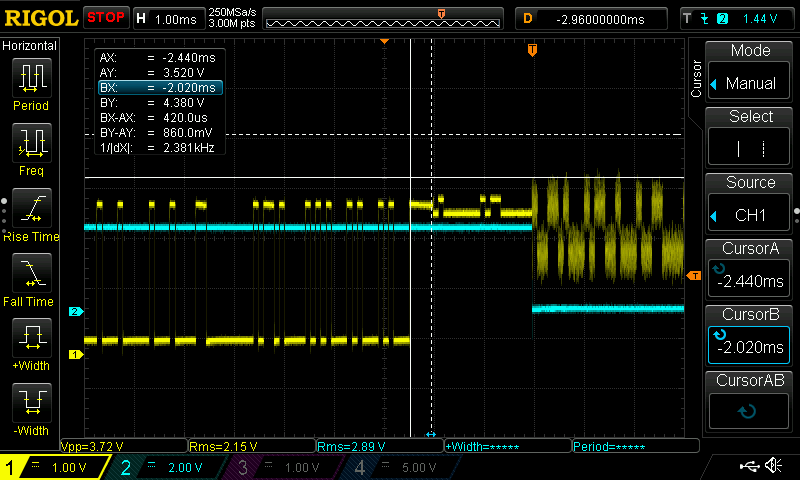 RIGOL STOP H 1.00ms 250MSa/s 3.00M pts D -2.96000000ms T 2 1.44 V
Horizontal
Period
Freq
Rise Time
Fall Time
+Width
-Width
AX: = -2.440ms
AY: = 3.520 V
BX: = -2.020ms
BY: = 4.380 V
BX-AX: = 420.0us
BY-AY: = 860.0mV
1/|dX|: = 2.381kHz
T
T
2
1
T
Cursor
Mode
Manual
Select
Source
CH1
CursorA
-2.440ms
CursorB
-2.020ms
CursorAB
Vpp=3.72 V Rms=2.15 V Rms=2.89 V +Width=***** Period=*****
1 = 1.00 V 2 = 2.00 V 3 = 1.00 V 4 = 5.00 V